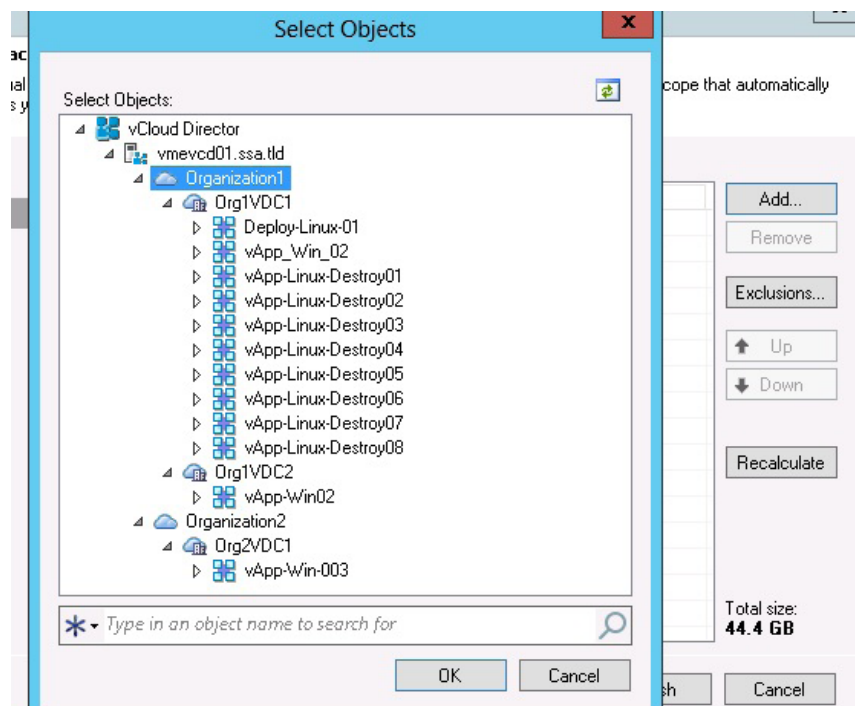 Select Objects
x
ac
ial
s y
cope that automatically
Select Objects:
vCloud Director
vmevcd01.ssa.tld
Organization1
Org1VDC1
Deploy-Linux-01
vApp_Win_02
vApp-Linux-Destroy01
vApp-Linux-Destroy02
vApp-Linux-Destroy03
vApp-Linux-Destroy04
vApp-Linux-Destroy05
vApp-Linux-Destroy06
vApp-Linux-Destroy07
vApp-Linux-Destroy08
Org1VDC2
vApp-Win02
Organization2
Org2VDC1
vApp-Win-003
Type in an object name to search for
OK Cancel
Add...
Remove
Exclusions...
Up
Down
Recalculate
Total size:
44.4 GB
sh Cancel